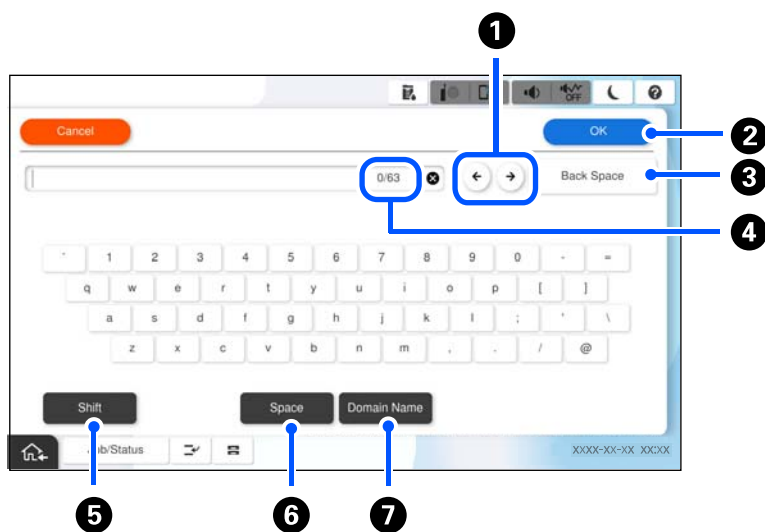 1
OFF
Cancel
OK
2
0/63
Back Space
3
4
` 1 2 3 4 5 6 7 8 9 0 - =
q w e r t y u i o p [ ]
a s d f g h j k l ; ' \
z x c v b n m , . / @
Shift
Space
Domain Name
Job/Status
XXXX-XX-XX XX:XX
5
6
7